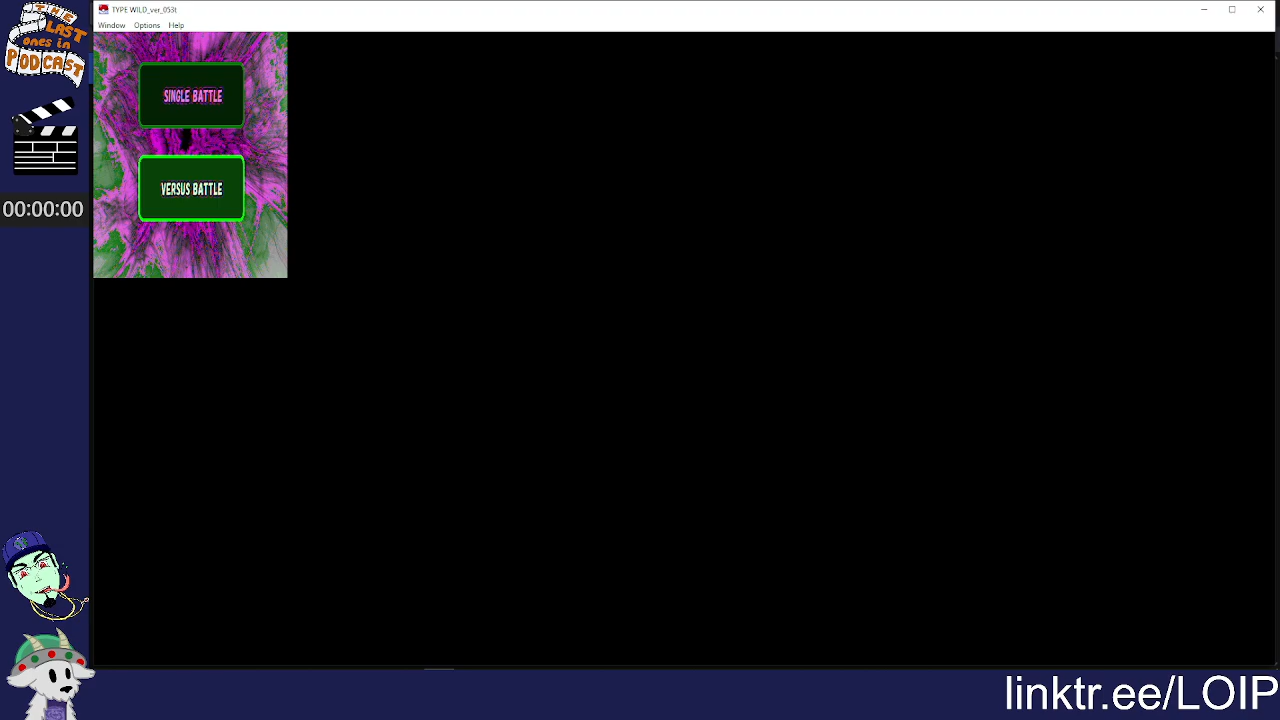 THE
LAST
ones in
PODCAST
00:00:00
TYPE WILD_ver_053t
Window Options Help
SINGLE BATTLE
VERSUS BATTLE
linktr.ee/LOIP